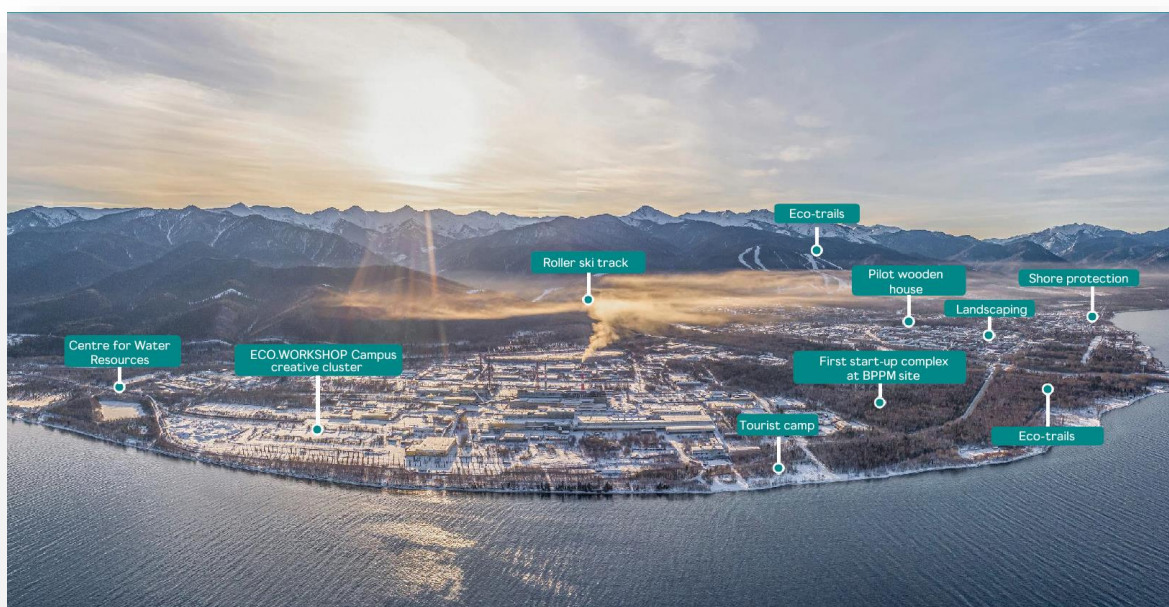 Eco-trails
Roller ski track
Pilot wooden
house
Shore protection
Landscaping
Centre for Water
Resources
ECO.WORKSHOP Campus
creative cluster
First start-up complex
at BPPM site
Tourist camp
Eco-trails